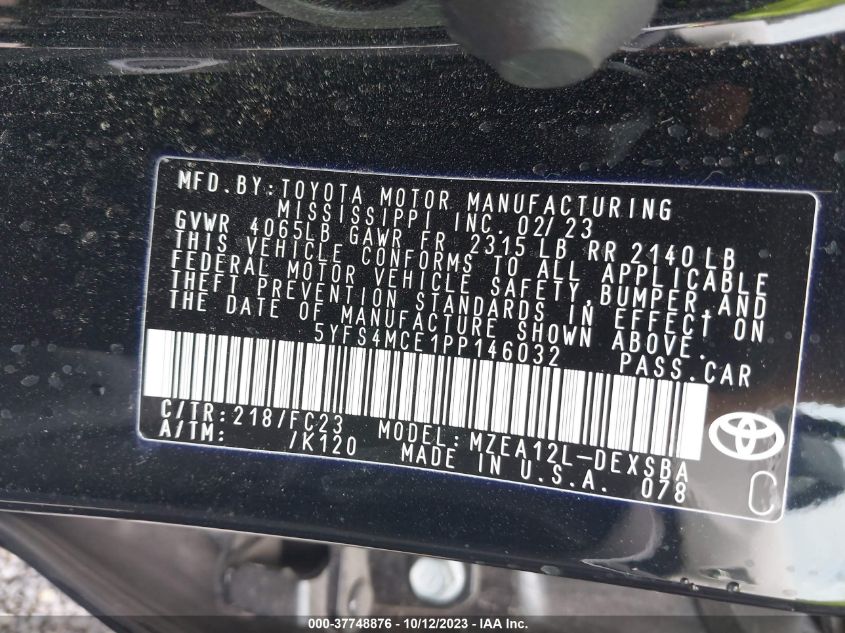 MFD.BY:TOYOTA MOTOR MANUFACTURING
MISSISSIPPI INC. 02/23
GVWR 4065LB GAWR FR 2315 LB RR 2140 LB
THIS VEHICLE CONFORMS TO ALL APPLICABLE
FEDERAL MOTOR VEHICLE SAFETY,BUMPER,AND
THEFT PREVENTION STANDARDS IN EFFECT ON
THE DATE OF MANUFACTURE SHOWN ABOVE.
5YFS4MCE1PP146032 PASS.CAR
C/TR:218/FC23 MODEL:MZEA12L-DEXSBA
A/TM: /K120 MADE IN U.S.A. 078
C
000-37748876 / 10/12/2023 - IAA Inc.